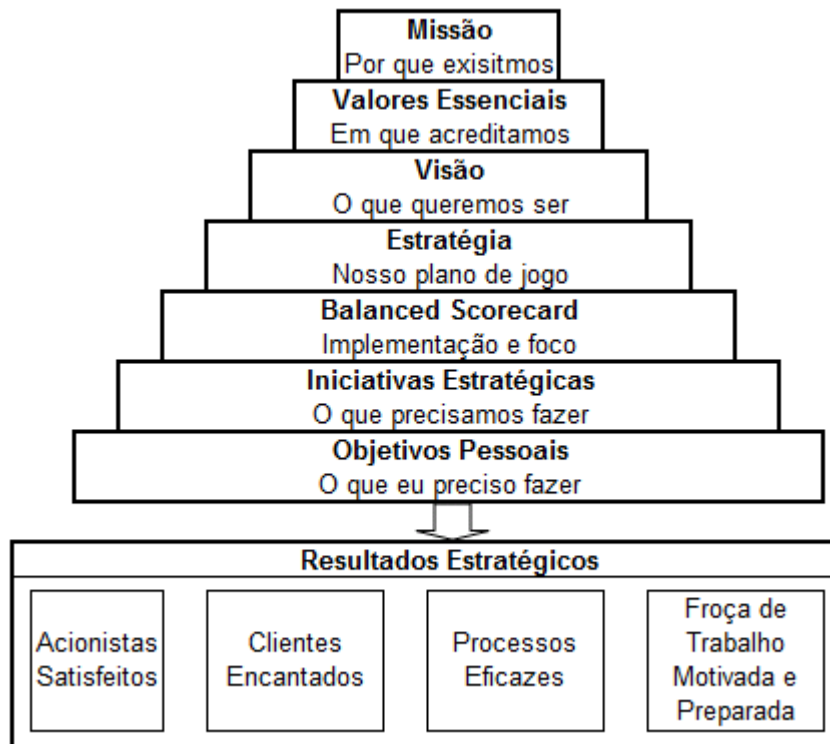 Missão
Por que exisitmos
Valores Essenciais
Em que acreditamos
Visão
O que queremos ser
Estratégia
Nosso plano de jogo
Balanced Scorecard
Implementação e foco
Iniciativas Estratégicas
O que precisamos fazer
Objetivos Pessoais
O que eu preciso fazer
Resultados Estratégicos
Acionistas
Satisfeitos
Clientes
Encantados
Processos
Eficazes
Froça de
Trabalho
Motivada e
Preparada